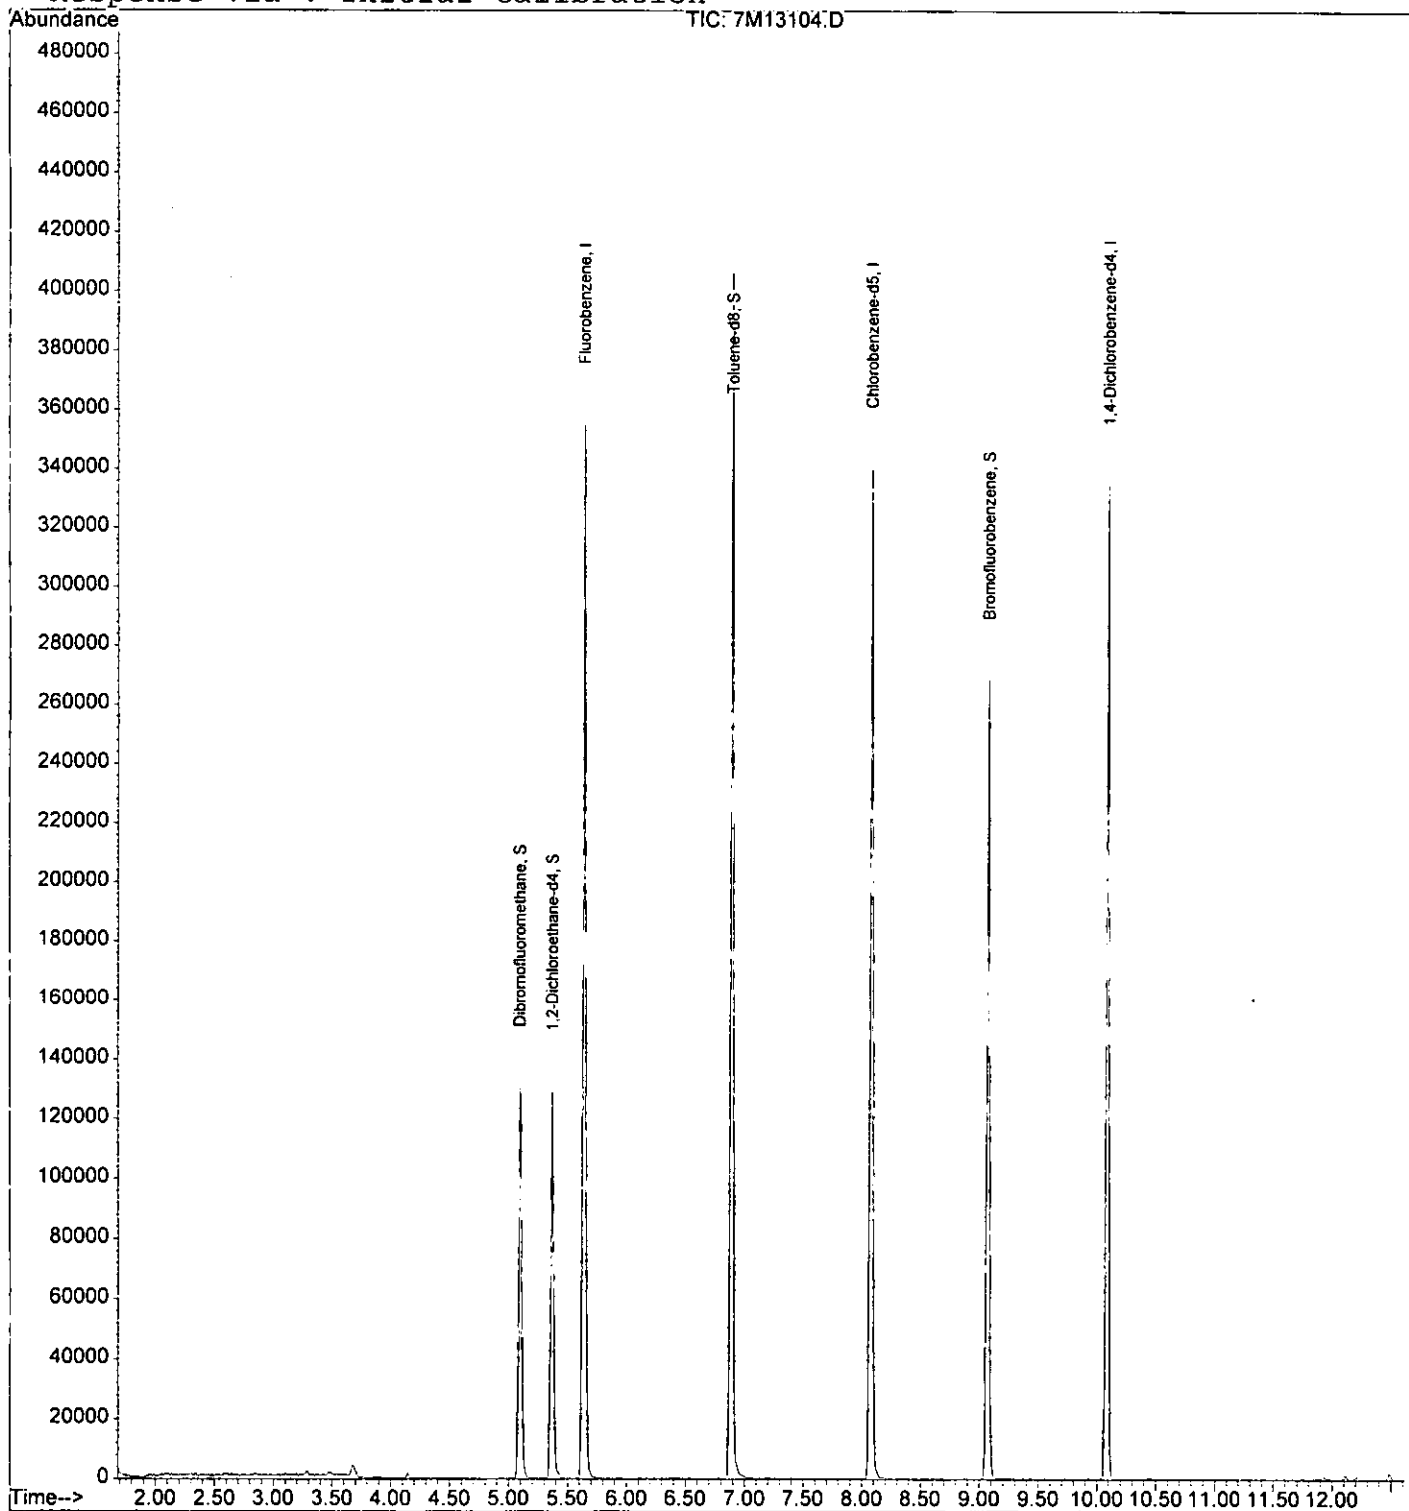 Response via : Initial Calibration
Abundance
TIC: 7M13104.D
480000
460000
440000
420000
400000
380000
360000
340000
320000
300000
280000
260000
240000
220000
200000
180000
160000
140000
120000
100000
80000
60000
40000
20000
0
Dibromofluoromethane, S
1,2-Dichloroethane-d4, S
Fluorobenzene, I
Toluene-d8, S
Chlorobenzene-d5, I
Bromofluorobenzene, S
1,4-Dichlorobenzene-d4, I
Time--> 2.00 2.50 3.00 3.50 4.00 4.50 5.00 5.50 6.00 6.50 7.00 7.50 8.00 8.50 9.00 9.50 10.00 10.50 11.00 11.50 12.00